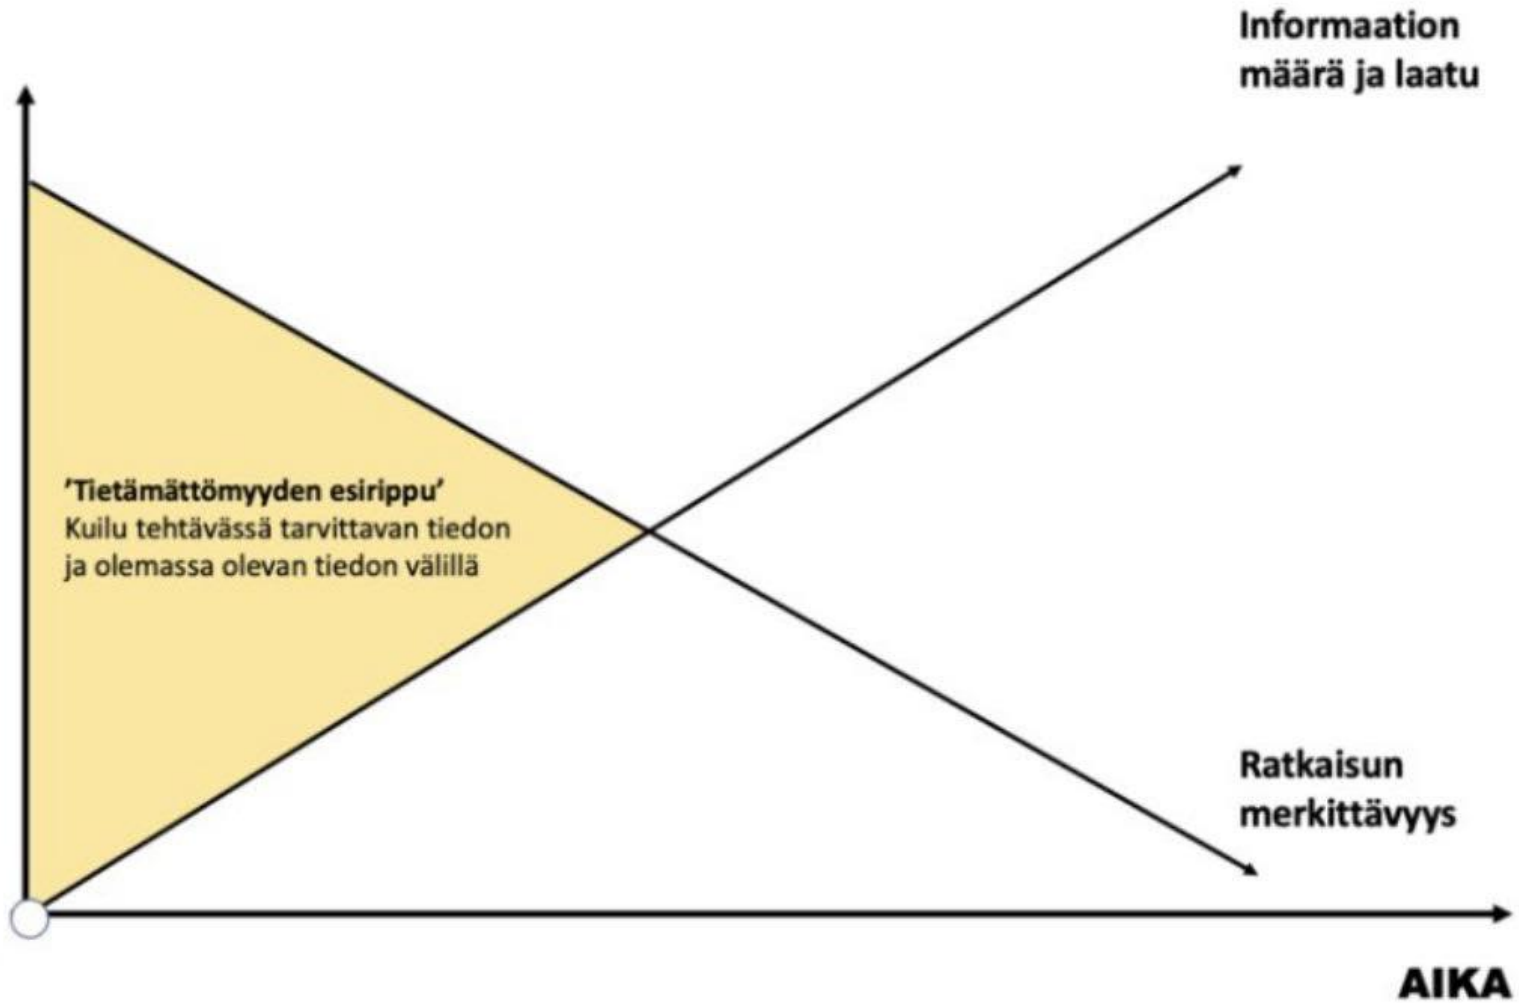 Informaation
määrä ja laatu
'Tietämättömyyden esirippu'
Kuilu tehtävässä tarvittavan tiedon
ja olemassa olevan tiedon välillä
Ratkaisun
merkittävyys
AIKA